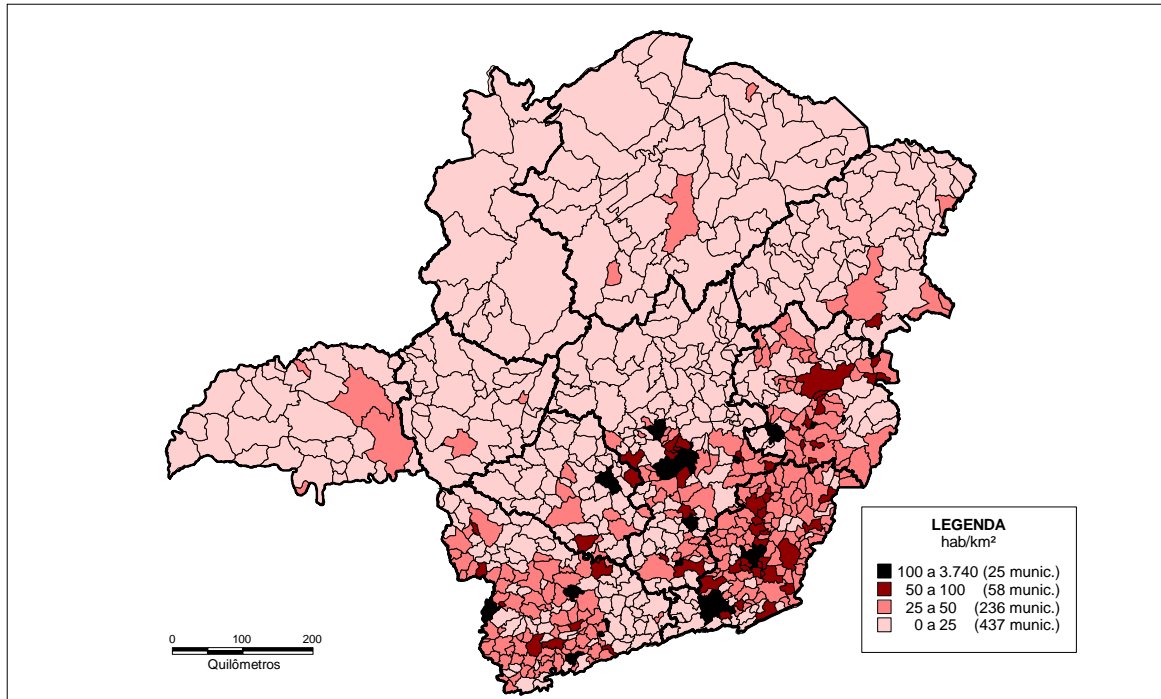 LEGENDA
hab/km²
100 a 3.740 (25 munic.)
50 a 100 (58 munic.)
25 a 50 (236 munic.)
0 a 25 (437 munic.)
0 100 200
Quilômetros